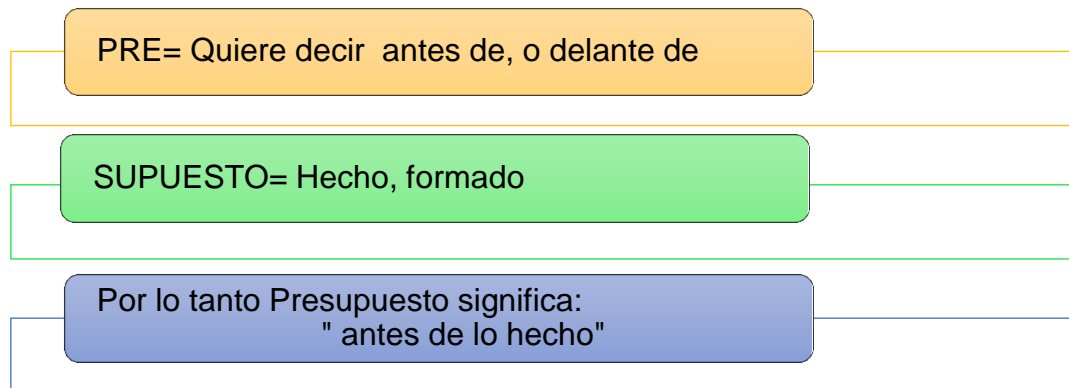 PRE= Quiere decir  antes de, o delante de
SUPUESTO= Hecho, formado
Por lo tanto Presupuesto significa:
" antes de lo hecho"